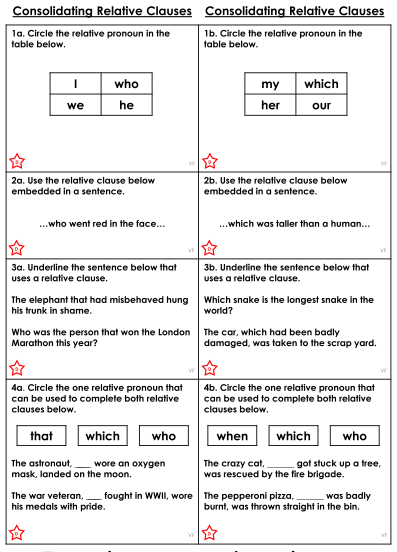 Consolidating Relative Clauses
Consolidating Relative Clauses
1a. Circle the relative pronoun in the
table below.
I who
we he
D
VF
1b. Circle the relative pronoun in the
table below.
my which
her our
D
VF
2a. Use the relative clause below
embedded in a sentence.
…who went red in the face…
D
VF
2b. Use the relative clause below
embedded in a sentence.
…which was taller than a human…
D
VF
3a. Underline the sentence below that
uses a relative clause.
The elephant that had misbehaved hung
his trunk in shame.
Who was the person that won the London
Marathon this year?
D
VF
3b. Underline the sentence below that
uses a relative clause.
Which snake is the longest snake in the
world?
The car, which had been badly
damaged, was taken to the scrap yard.
D
VF
4a. Circle the one relative pronoun that
can be used to complete both relative
clauses below.
that which who
The astronaut, ___ wore an oxygen
mask, landed on the moon.
The war veteran, ___ fought in WWII, wore
his medals with pride.
D
VF
4b. Circle the one relative pronoun that
can be used to complete both relative
clauses below.
when which who
The crazy cat, ______ got stuck up a tree,
was rescued by the fire brigade.
The pepperoni pizza, ______ was badly
burnt, was thrown straight in the bin.
D
VF